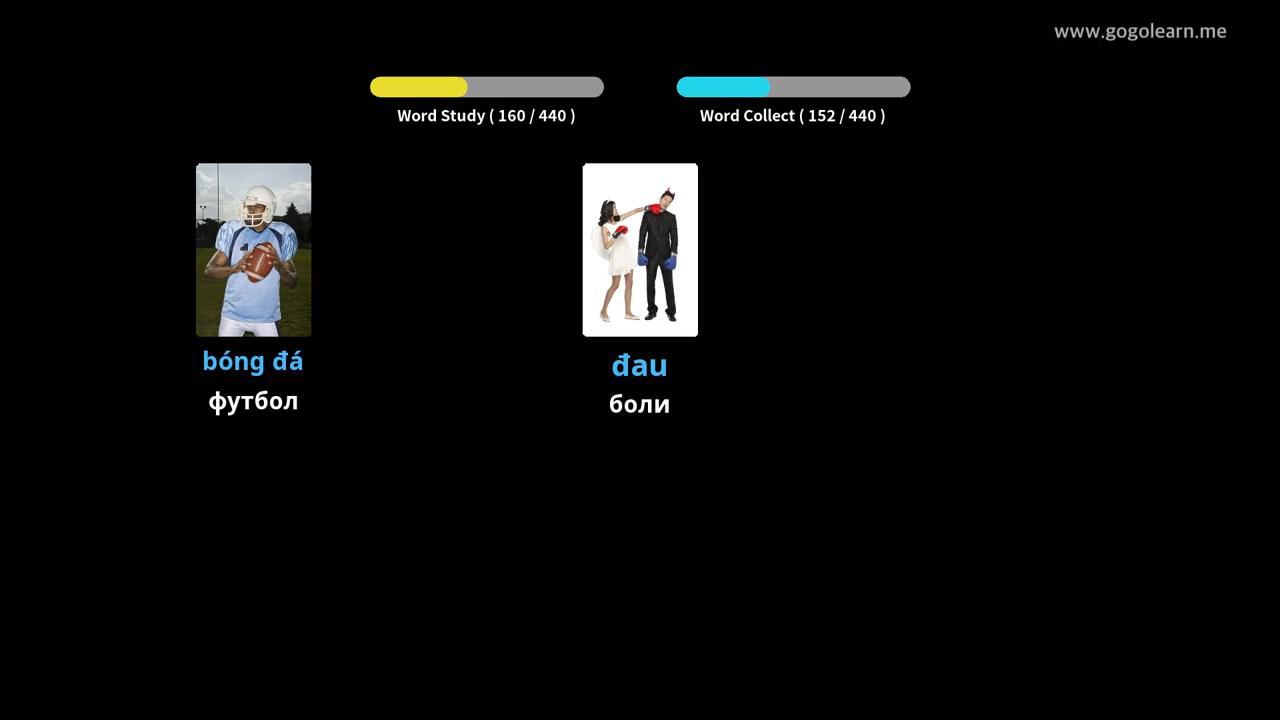 www.gogolearn.me
Word Study ( 160 / 440 )
Word Collect ( 152 / 440 )
bóng đá
футбол
đau
боли